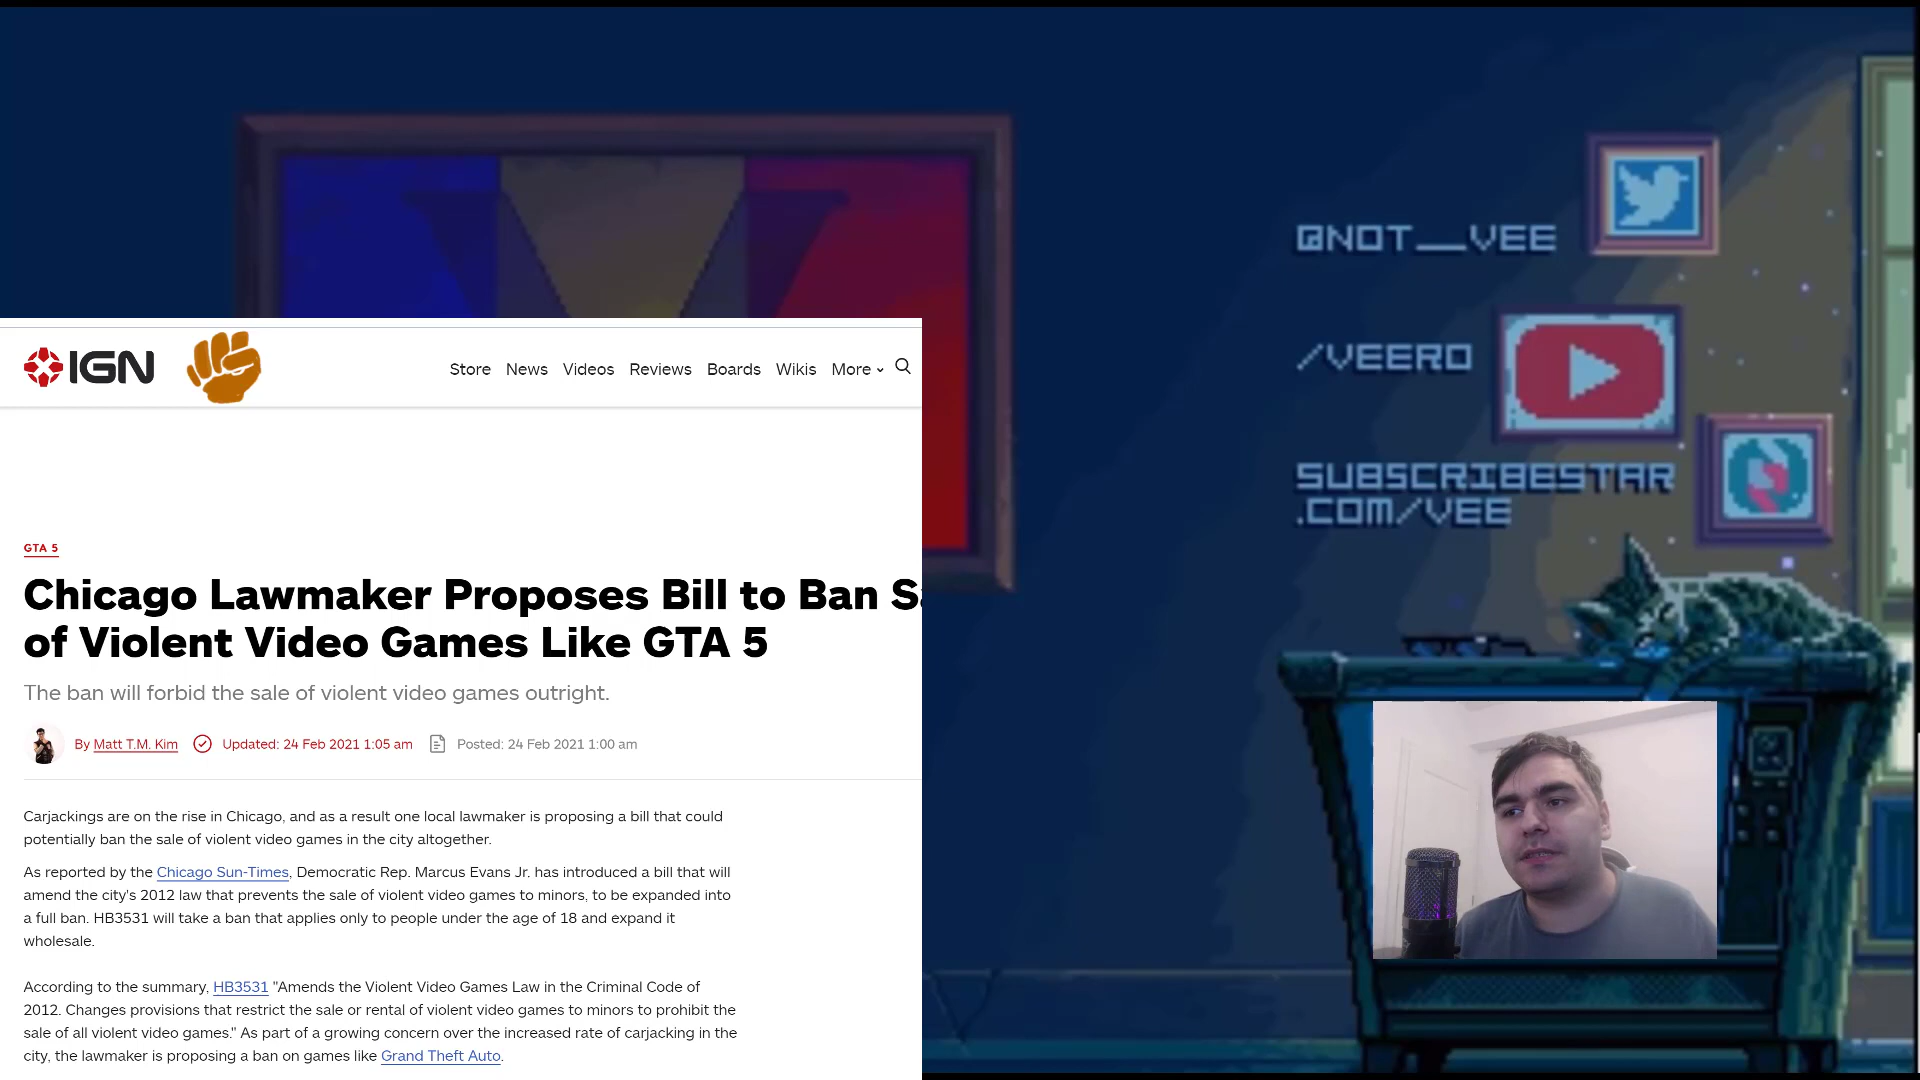 @NOT__VEE
/VEERO
SUBSCRIBESTAR
.COM/VEE
IGN
Store News Videos Reviews Boards Wikis More
GTA 5
Chicago Lawmaker Proposes Bill to Ban
of Violent Video Games Like GTA 5
The ban will forbid the sale of violent video games outright.
By Matt T.M. Kim Updated: 24 Feb 2021 1:05 am Posted: 24 Feb 2021 1:00 am
Carjackings are on the rise in Chicago, and as a result one local lawmaker is proposing a bill that could
potentially ban the sale of violent video games in the city altogether.
As reported by the Chicago Sun-Times, Democratic Rep. Marcus Evans Jr. has introduced a bill that will
amend the city's 2012 law that prevents the sale of violent video games to minors, to be expanded into
a full ban. HB3531 will take a ban that applies only to people under the age of 18 and expand it
wholesale.
According to the summary, HB3531 "Amends the Violent Video Games Law in the Criminal Code of
2012. Changes provisions that restrict the sale or rental of violent video games to minors to prohibit the
sale of all violent video games." As part of a growing concern over the increased rate of carjacking in the
city, the lawmaker is proposing a ban on games like Grand Theft Auto.